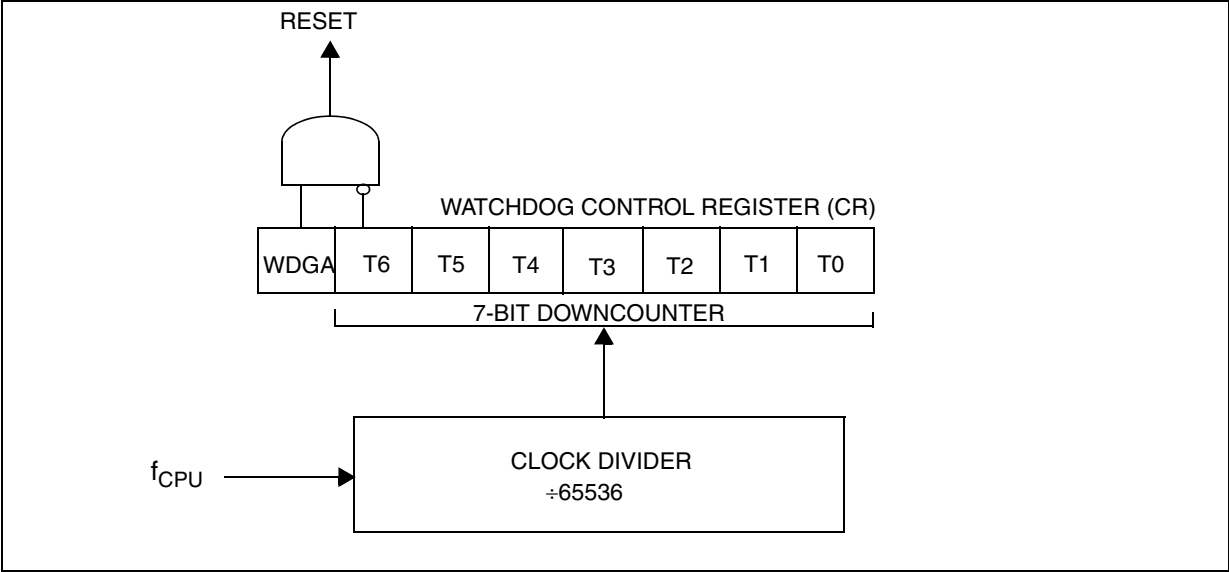 RESET
WATCHDOG CONTROL REGISTER (CR)
WDGA T6 T5 T4 T3 T2 T1 T0
7-BIT DOWNCOUNTER
CLOCK DIVIDER
fCPU
÷65536